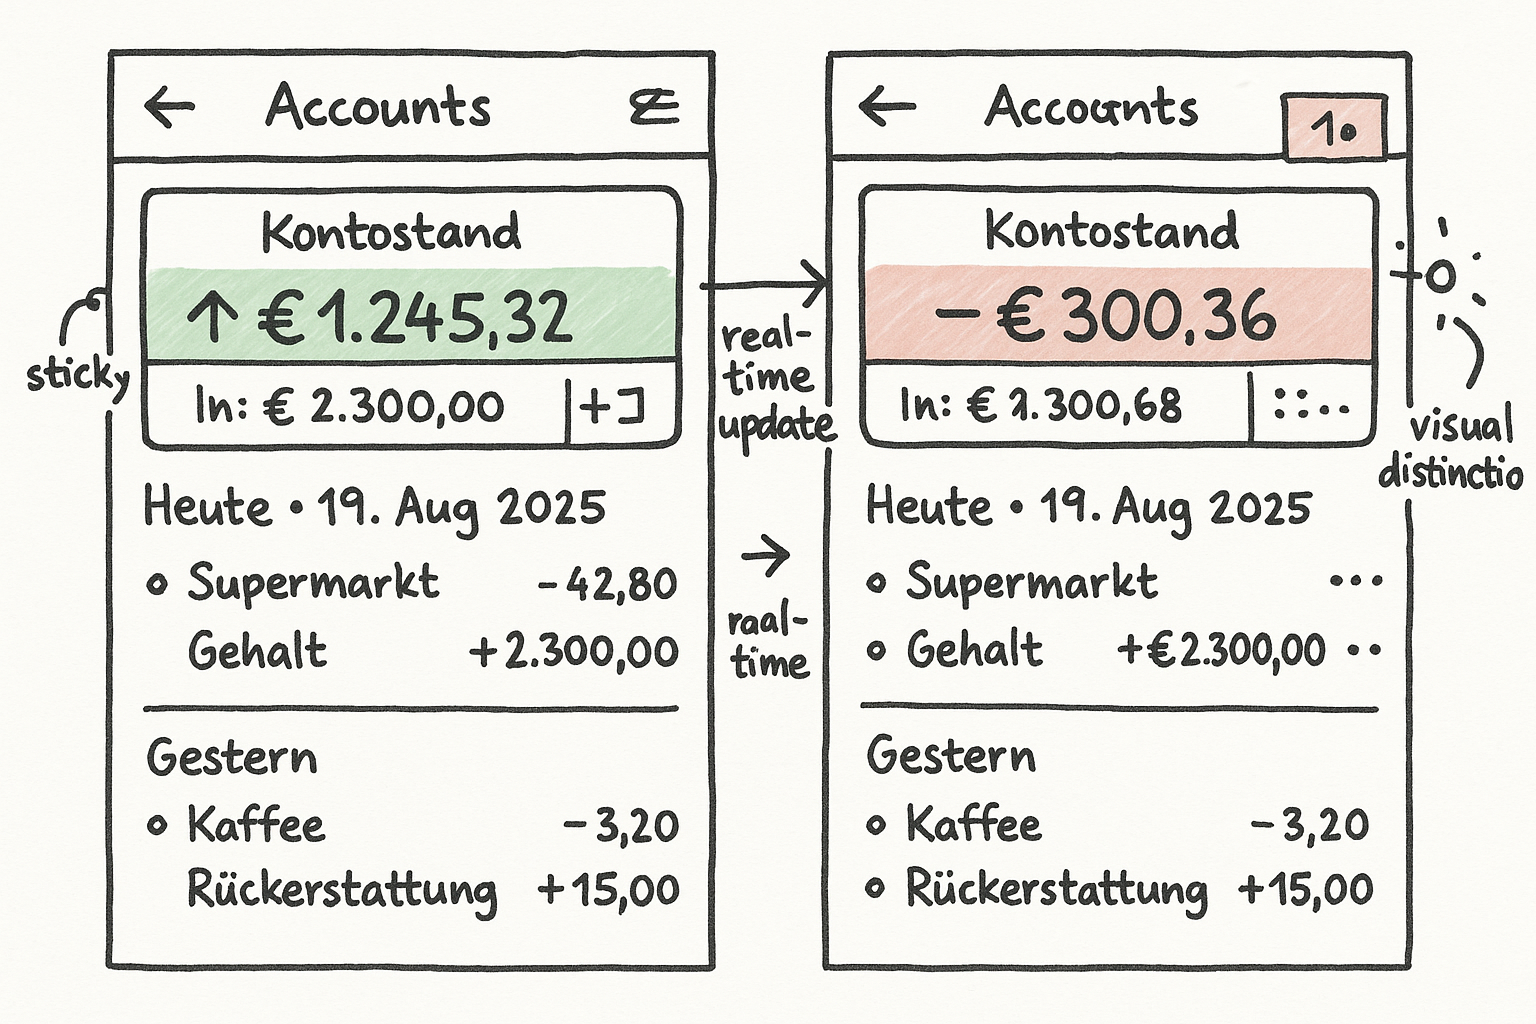 Accounts
Kontostand
↑ € 1.245,32
In: € 2.300,00
sticky
Heute • 19. Aug 2025
Supermarkt -42,80
Gehalt +2.300,00
Gestern
Kaffee -3,20
Rückerstattung +15,00
real-
time
update
raal-
time
Accounts
1•
Kontostand
- € 300,36
In: € 1.300,68
visual
distinctio
Heute • 19. Aug 2025
Supermarkt •••
Gehalt +€2.300,00 ••
Gestern
Kaffee -3,20
Rückerstattung +15,00